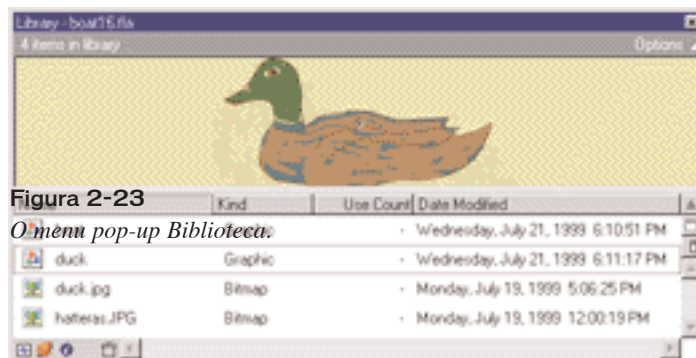 Library - boat16.fla
4 items in library Options
Figura 2-23
Kind Use Count Date Modified
O menu pop-up Biblioteca.
Graphic - Wednesday, July 21, 1999 6:10:51 PM
duck Graphic - Wednesday, July 21, 1999 6:11:17 PM
duck.jpg Bitmap - Monday, July 19, 1999 5:06:25 PM
hatteras.JPG Bitmap - Monday, July 19, 1999 12:00:19 PM